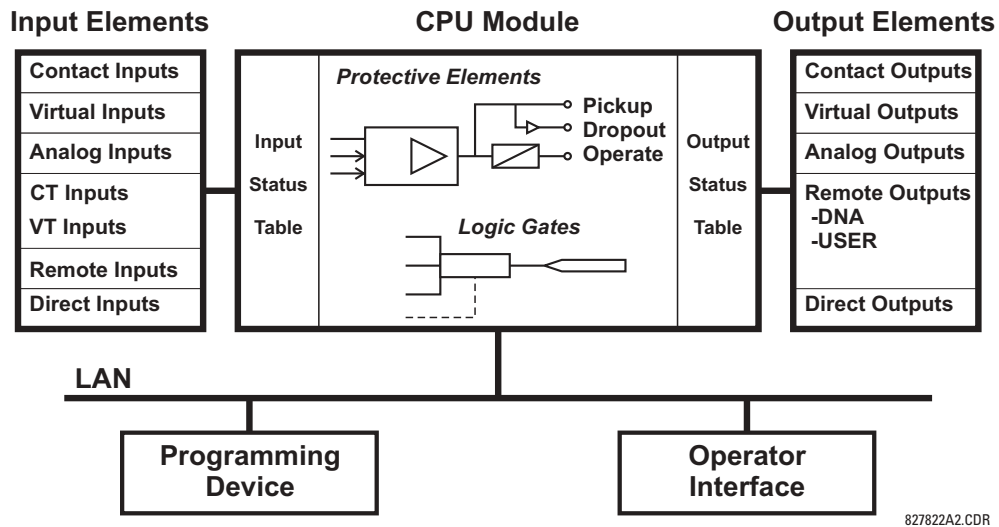 Input Elements
CPU Module
Output Elements
Contact Inputs
Virtual Inputs
Analog Inputs
CT Inputs
VT Inputs
Remote Inputs
Direct Inputs
Input
Status
Table
Protective Elements
Pickup
Dropout
Operate
Logic Gates
Output
Status
Table
Contact Outputs
Virtual Outputs
Analog Outputs
Remote Outputs
-DNA
-USER
Direct Outputs
LAN
Programming
Device
Operator
Interface
827822A2.CDR